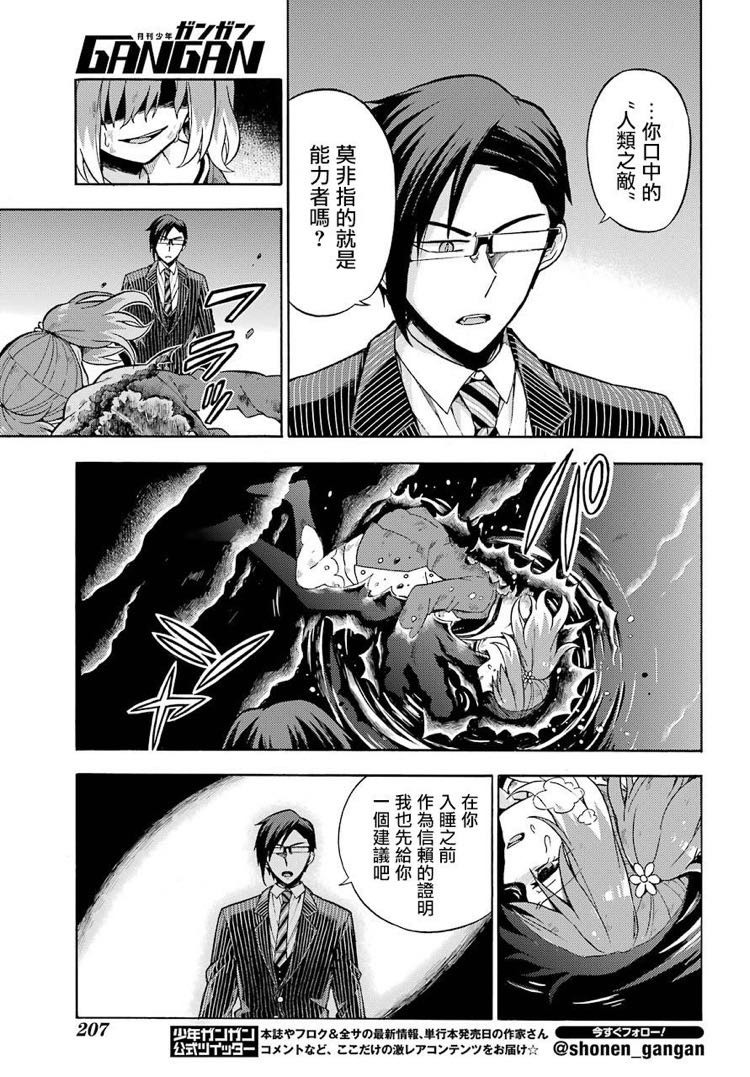 月刊少年
ガンガン
GANGAN
…你口中的
“人類之敵”
莫非指的就是
能力者嗎？
フラッ
バシャ
在你
入睡之前
作為信賴的證明
我也先給你
一個建議吧
207
少年ガンガン
公式ツイッター
本誌やフロク＆全サの最新情報、単行本発売日の作家さん
コメントなど、ここだけの激レアコンテンツをお届け☆
今すぐフォロー！
@shonen_gangan